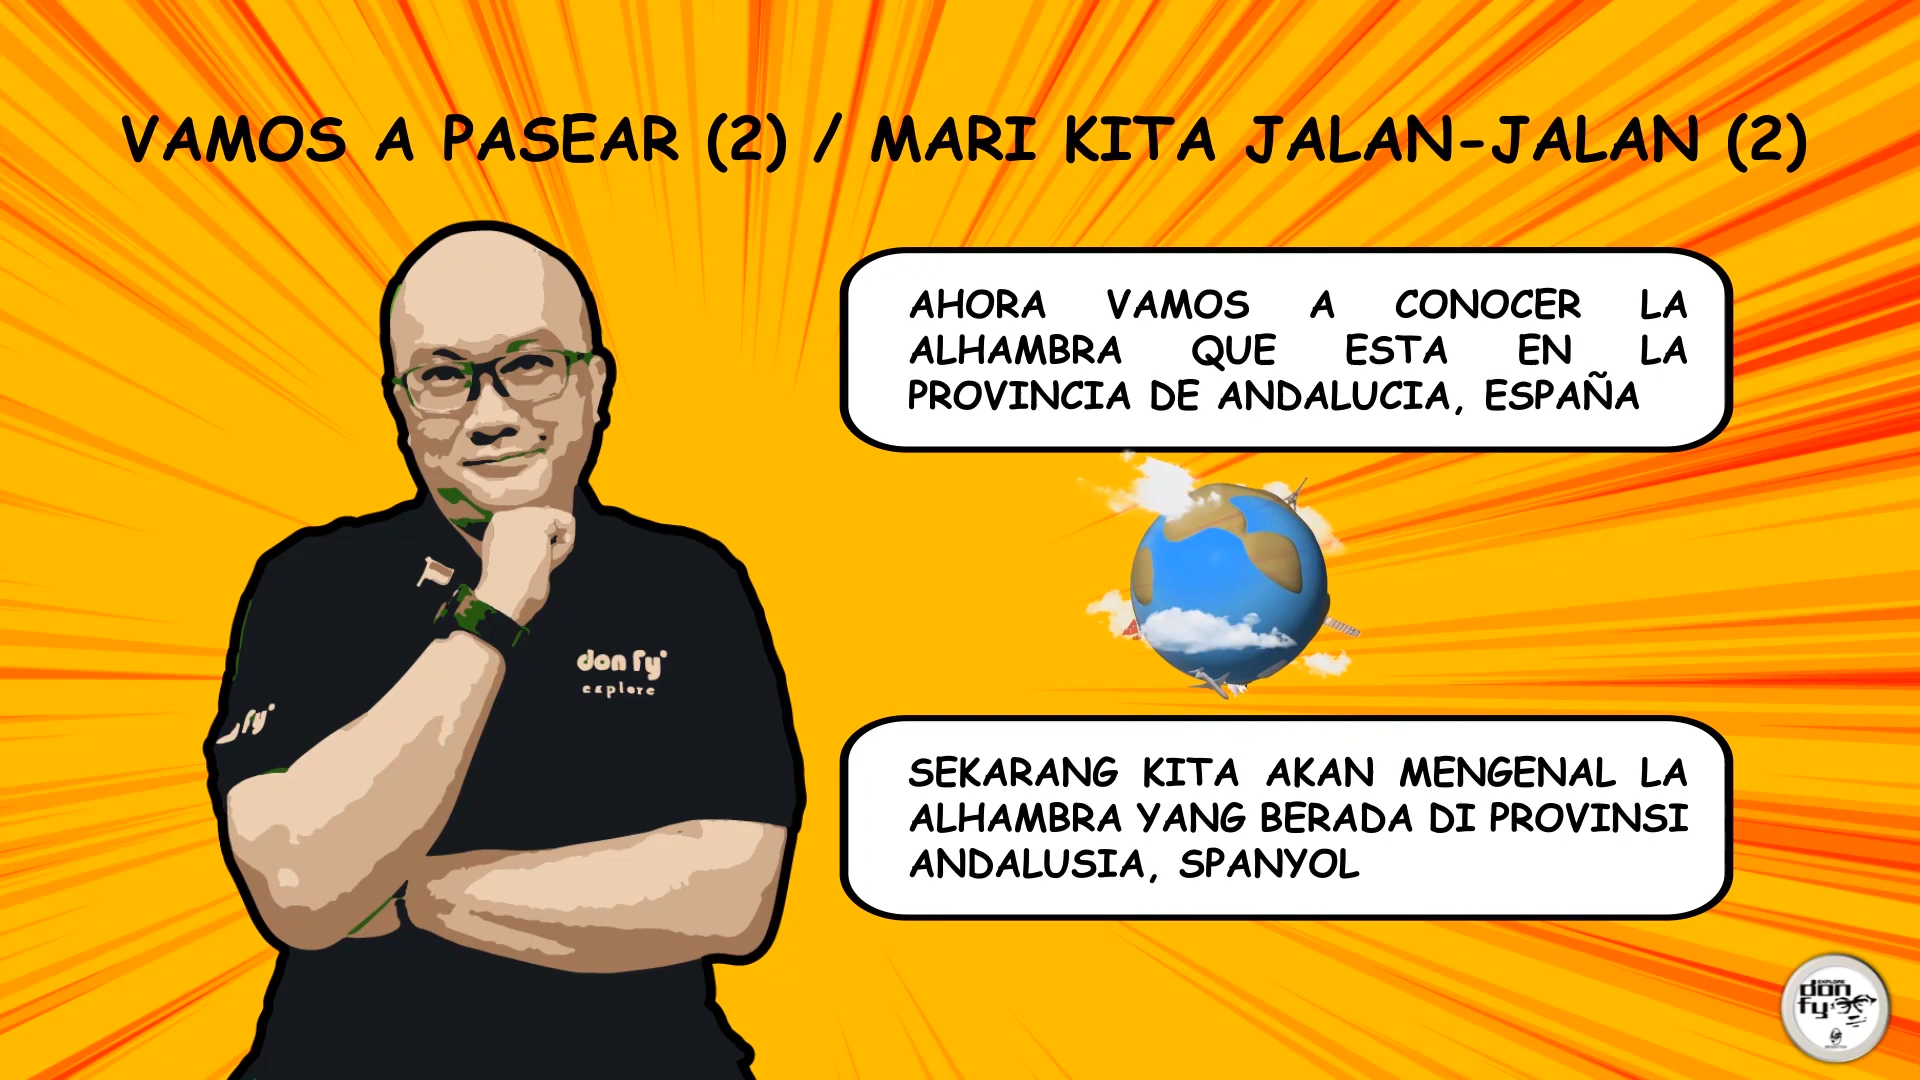 VAMOS A PASEAR (2) / MARI KITA JALAN-JALAN (2)
AHORA VAMOS A CONOCER LA
ALHAMBRA QUE ESTA EN LA
PROVINCIA DE ANDALUCIA, ESPAÑA
don fy
explore
fy
SEKARANG KITA AKAN MENGENAL LA
ALHAMBRA YANG BERADA DI PROVINSI
ANDALUSIA, SPANYOL
EXPLORE
don
fy